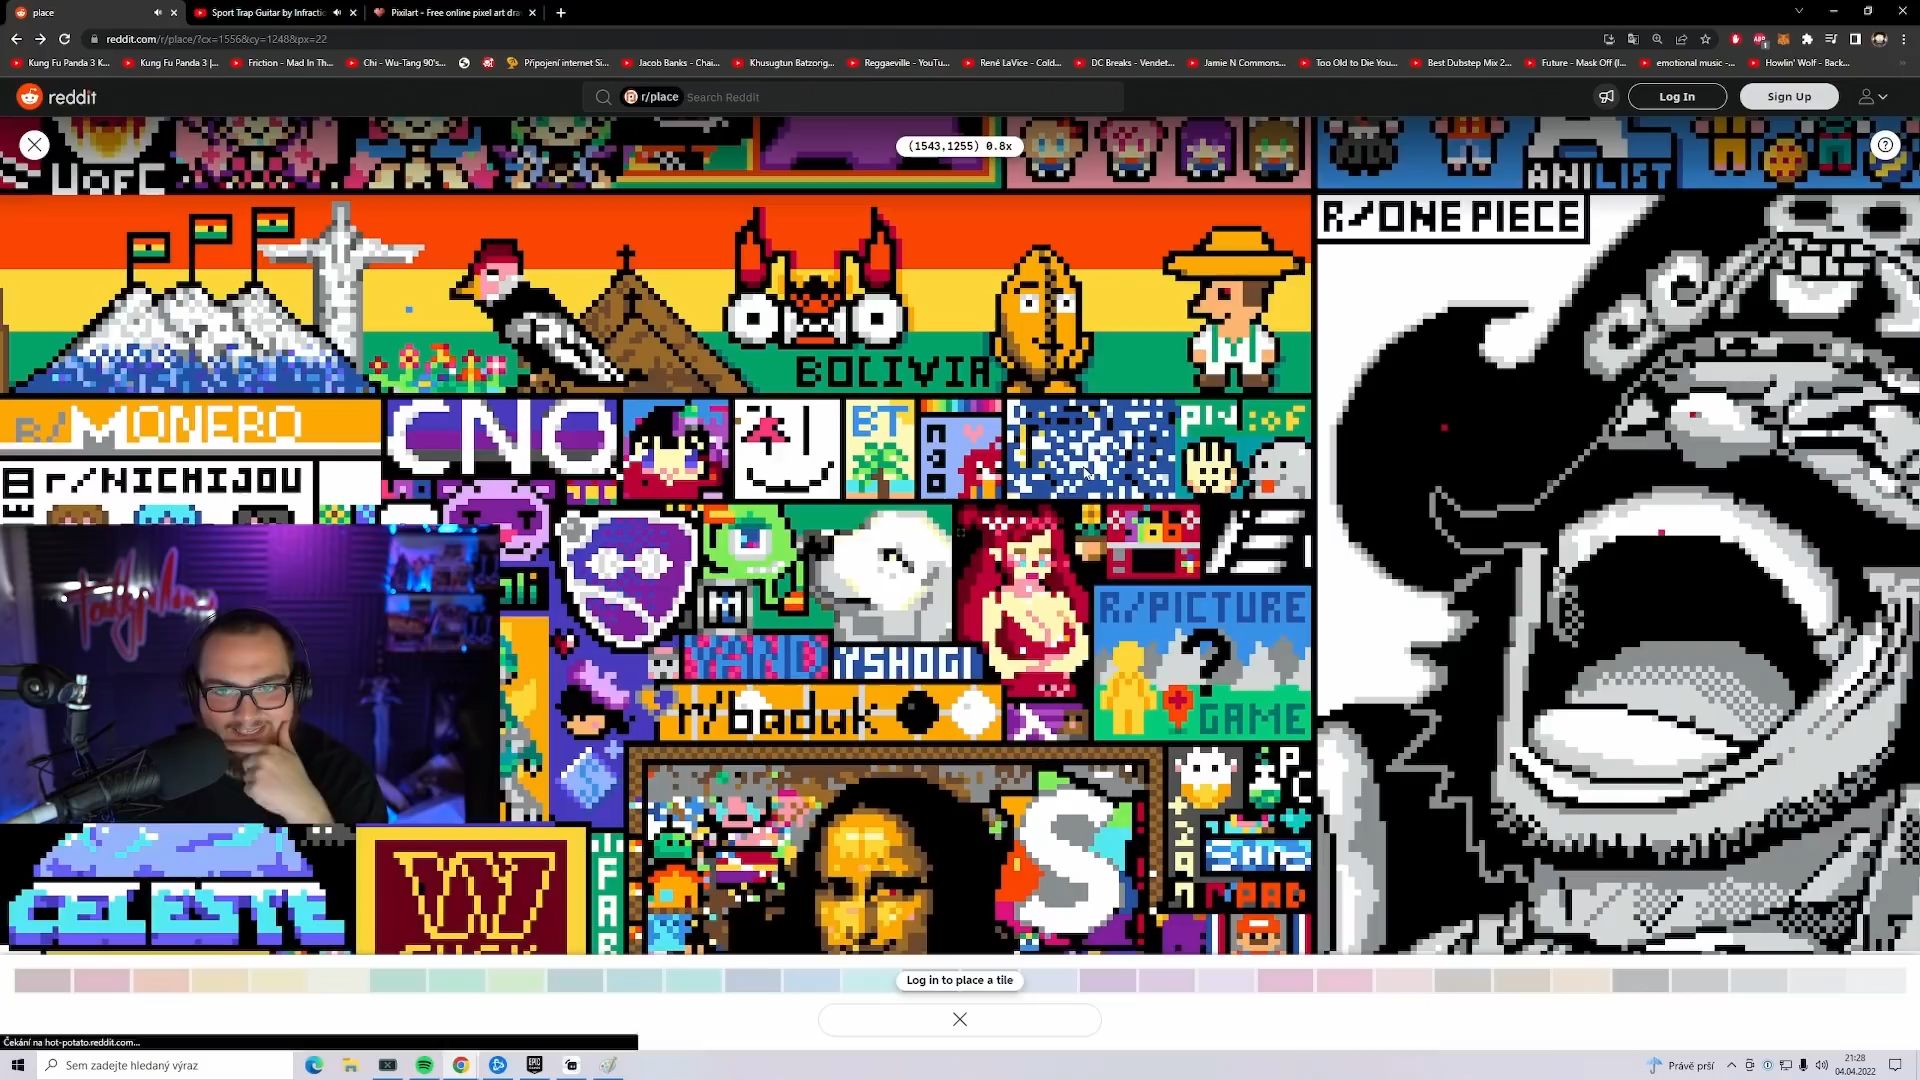 place
Sport Trap Guitar by Infractio
Pixilart - Free online pixel art dra
reddit.com/r/place/?cx=1556&cy=1248&px=22
Kung Fu Panda 3 K...
Kung Fu Panda 3 |...
Friction - Mad In Th...
Chi - Wu-Tang 90's...
Připojení internet Si...
Jacob Banks - Chai...
Khusugtun Batzorig...
Reggaeville - YouTu...
René LaVice - Cold...
DC Breaks - Vendet...
Jamie N Commons...
Too Old to Die You...
Best Dubstep Mix 2...
Future - Mask Off (I...
emotional music -...
Howlin' Wolf - Back...
reddit
r/place
Search Reddit
Log In
Sign Up
(1543,1255) 0.8x
UOFC
ANILIST
R/ONE PIECE
BOLIVIA
R/MONERO
CNO
BT
r/NICHIJOU
R/PICTURE
GAME
YSHOGI
r/baduk
CELESTE
W
S
Log in to place a tile
Čekání na hot-potato.reddit.com...
Sem zadejte hledaný výraz
Právě prší
21:28
04.04.2022